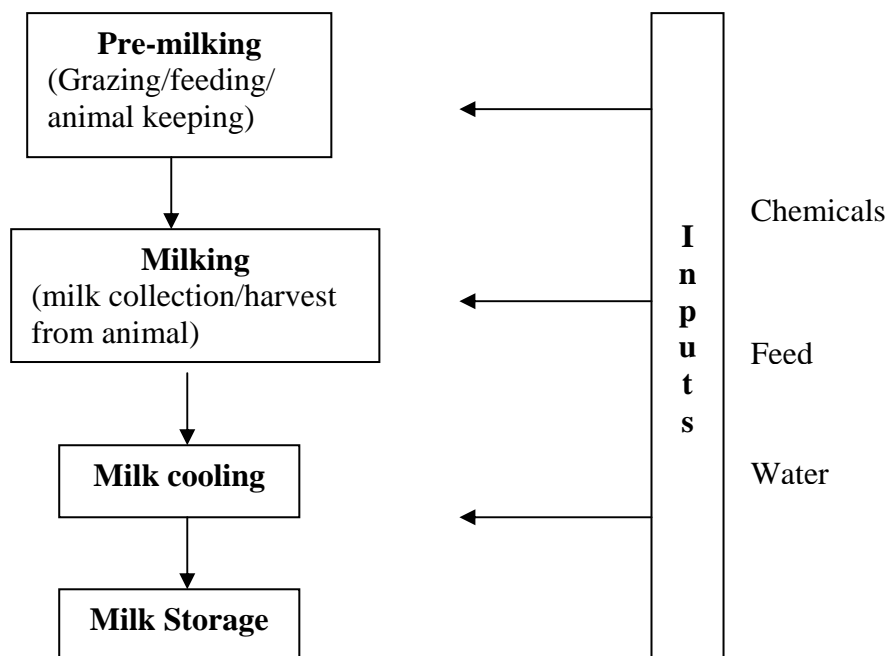 Pre-milking
(Grazing/feeding/
animal keeping)
Milking
(milk collection/harvest
from animal)
Milk cooling
Milk Storage
I
n
p
u
t
s
Chemicals
Feed
Water